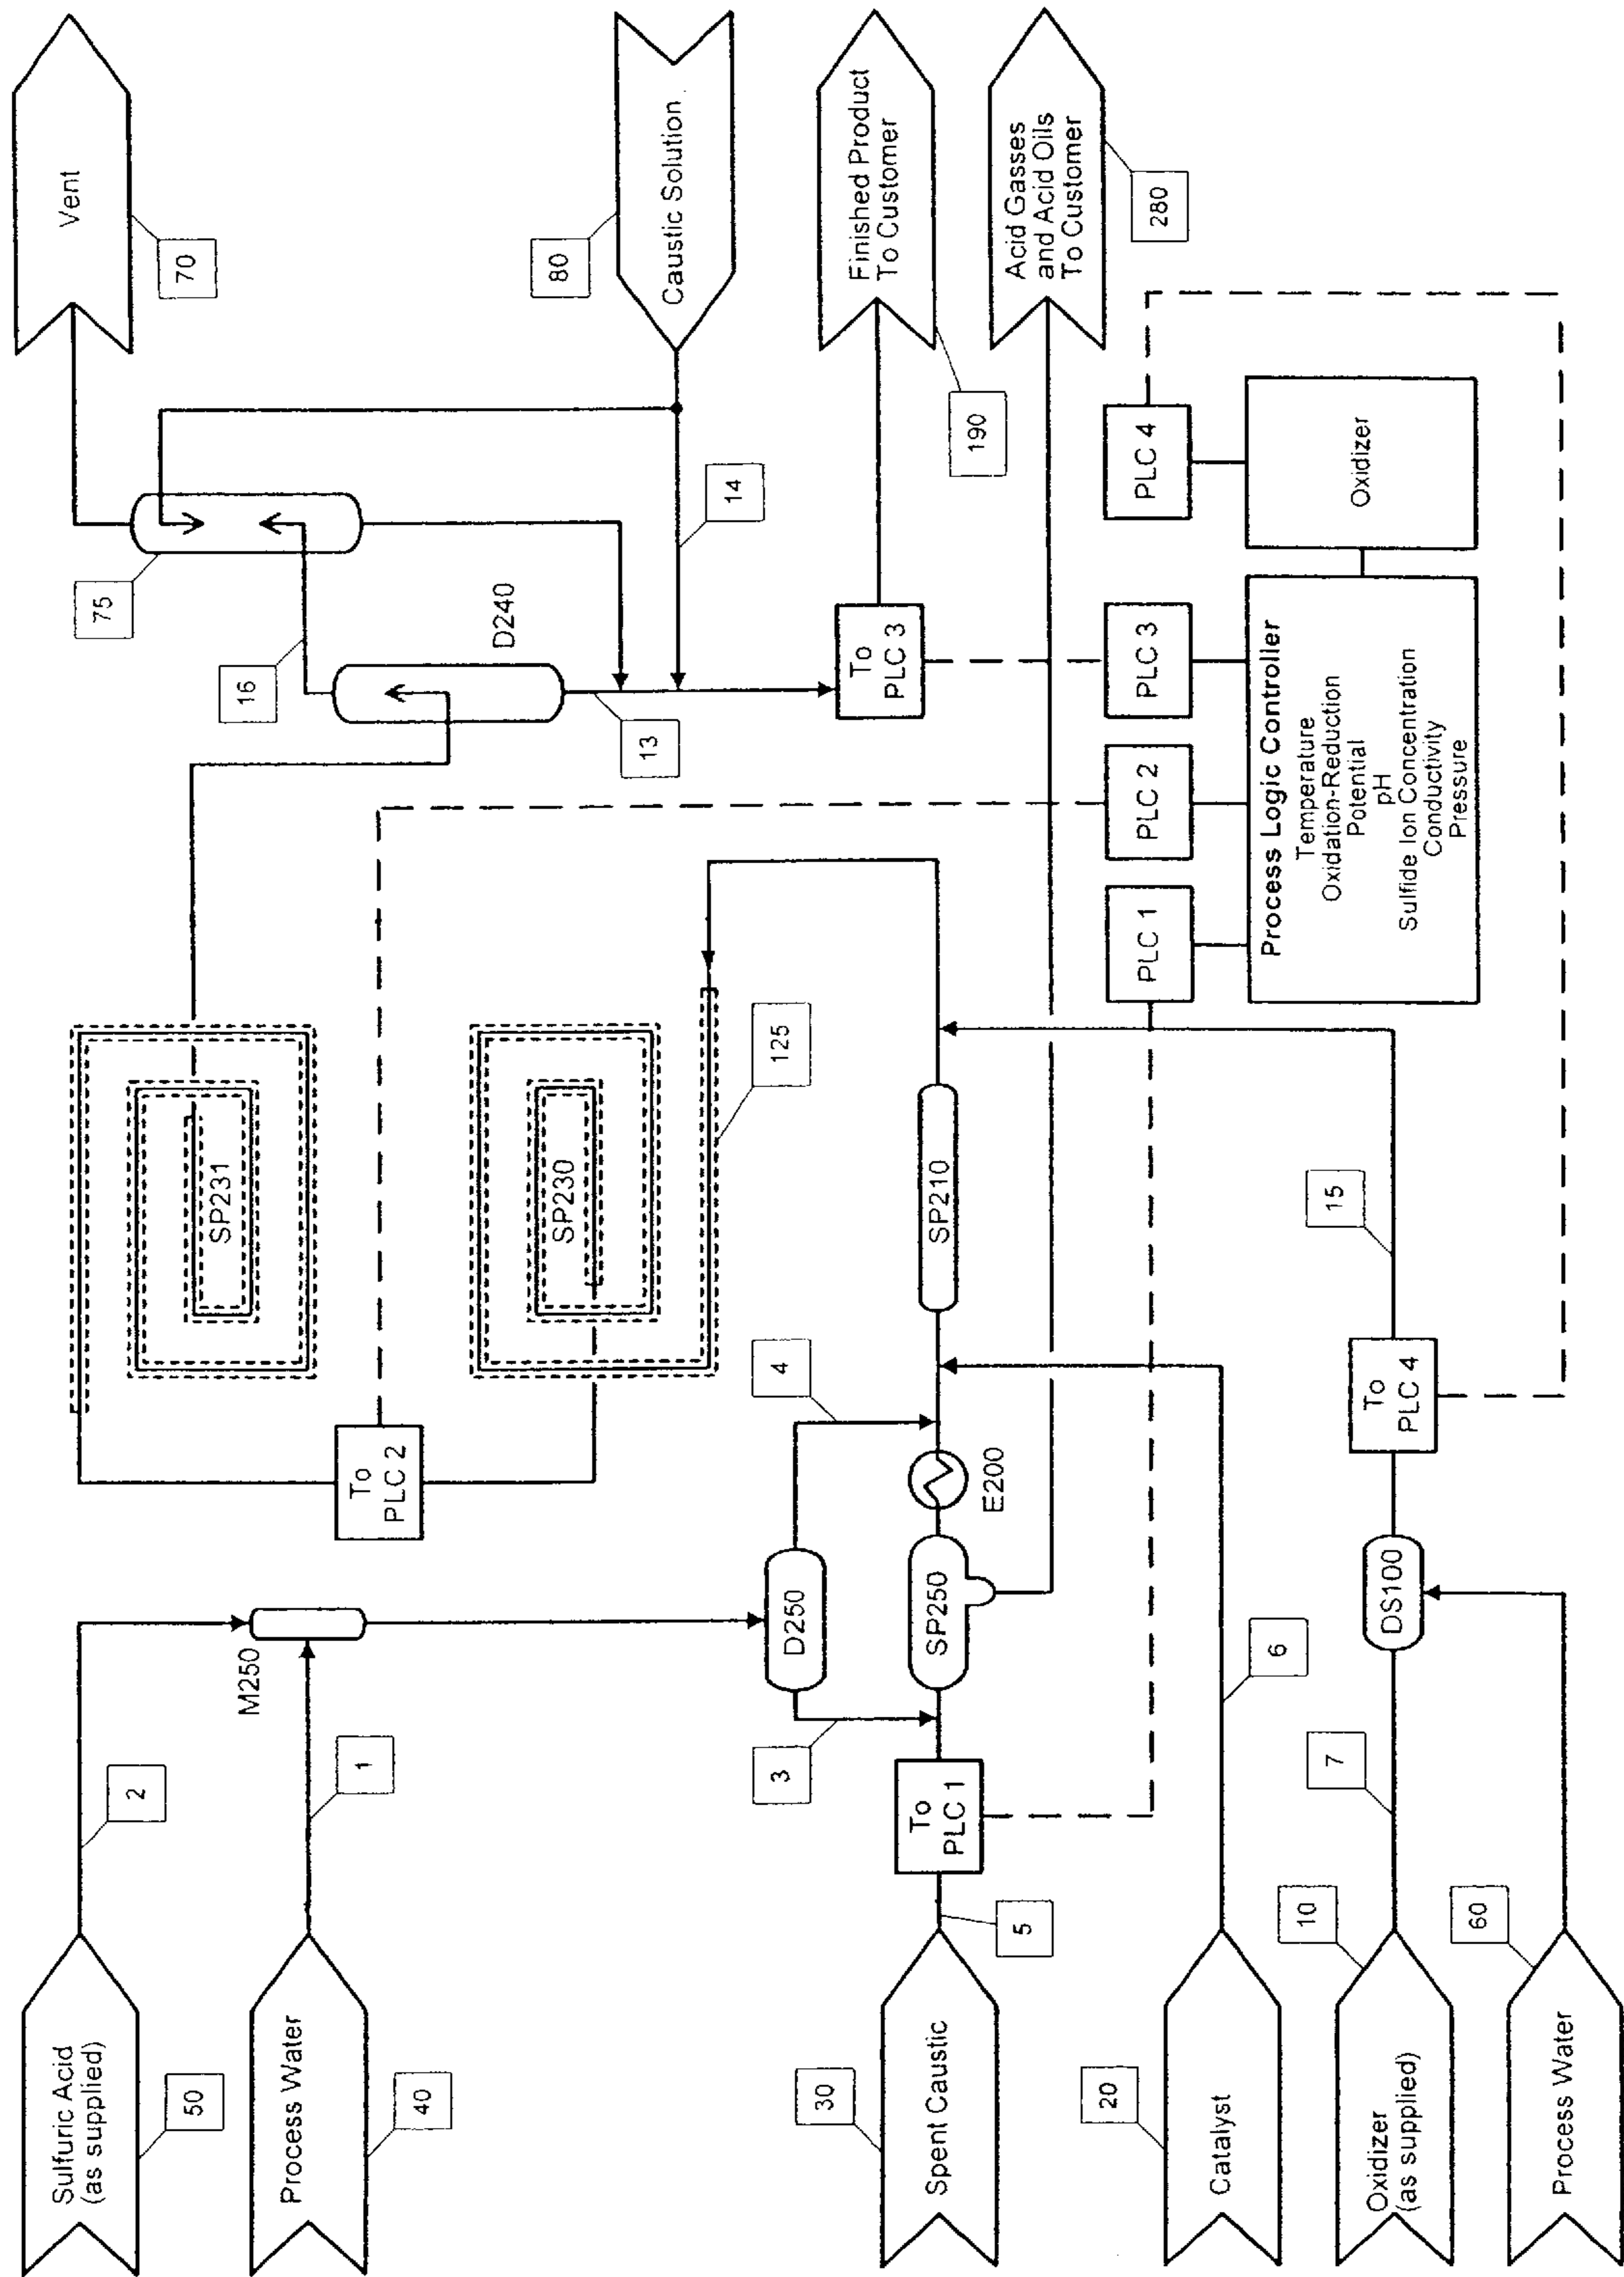 Sulfuric Acid
(as supplied)
50
2
Process Water
40
1
M250
D250
3
4
To
PLC 2
SP231
SP230
125
16
75
D240
13
14
Vent
70
Caustic Solution
80
To
PLC 3
Finished Product
To Customer
190
Acid Gasses
and Acid Oils
To Customer
280
Spent Caustic
30
5
To
PLC 1
SP250
E200
SP210
Catalyst
20
6
Oxidizer
(as supplied)
10
7
DS100
To
PLC 4
15
Process Water
60
PLC 1
PLC 2
PLC 3
PLC 4
Process Logic Controller
Temperature
Oxidation-Reduction
Potential
pH
Sulfide Ion Concentration
Conductivity
Pressure
Oxidizer